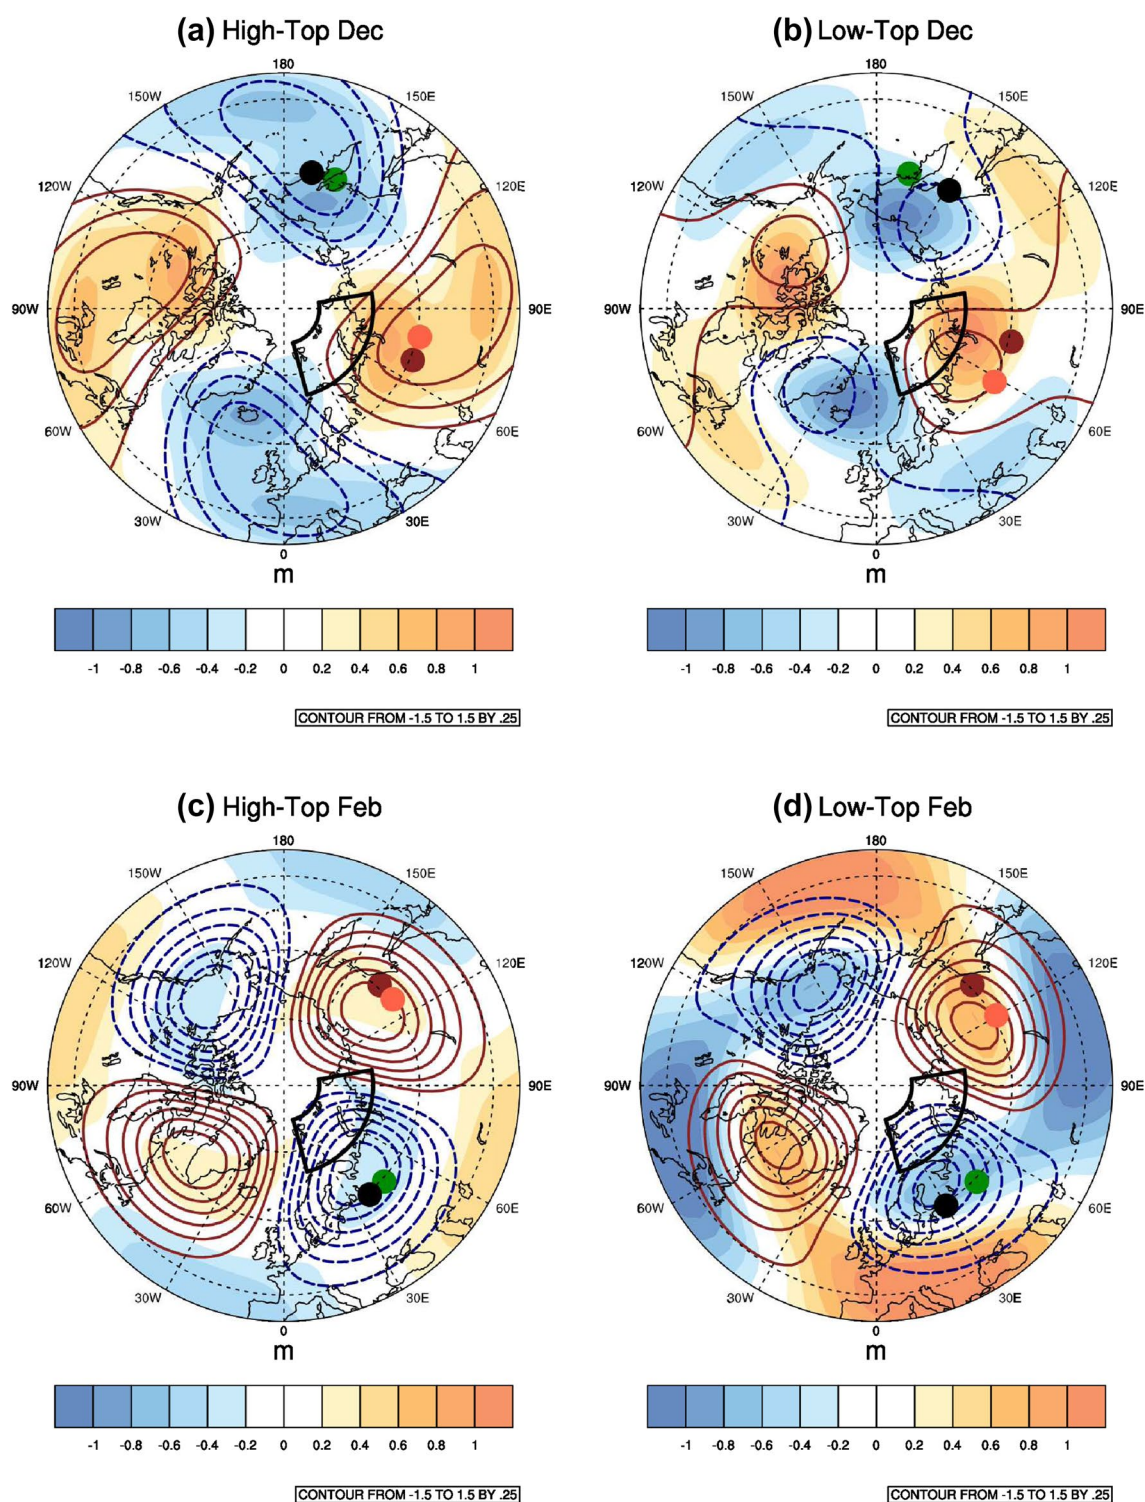 (a) High-Top Dec
180
150W
150E
120W
120E
90W
90E
60W
60E
30W
30E
0
m
-1 -0.8 -0.6 -0.4 -0.2 0 0.2 0.4 0.6 0.8 1
CONTOUR FROM -1.5 TO 1.5 BY .25
(b) Low-Top Dec
180
150W
150E
120W
120E
90W
90E
60W
60E
30W
30E
0
m
-1 -0.8 -0.6 -0.4 -0.2 0 0.2 0.4 0.6 0.8 1
CONTOUR FROM -1.5 TO 1.5 BY .25
(c) High-Top Feb
180
150W
150E
120W
120E
90W
90E
60W
60E
30W
30E
0
m
-1 -0.8 -0.6 -0.4 -0.2 0 0.2 0.4 0.6 0.8 1
CONTOUR FROM -1.5 TO 1.5 BY .25
(d) Low-Top Feb
180
150W
150E
120W
120E
90W
90E
60W
60E
30W
30E
0
m
-1 -0.8 -0.6 -0.4 -0.2 0 0.2 0.4 0.6 0.8 1
CONTOUR FROM -1.5 TO 1.5 BY .25